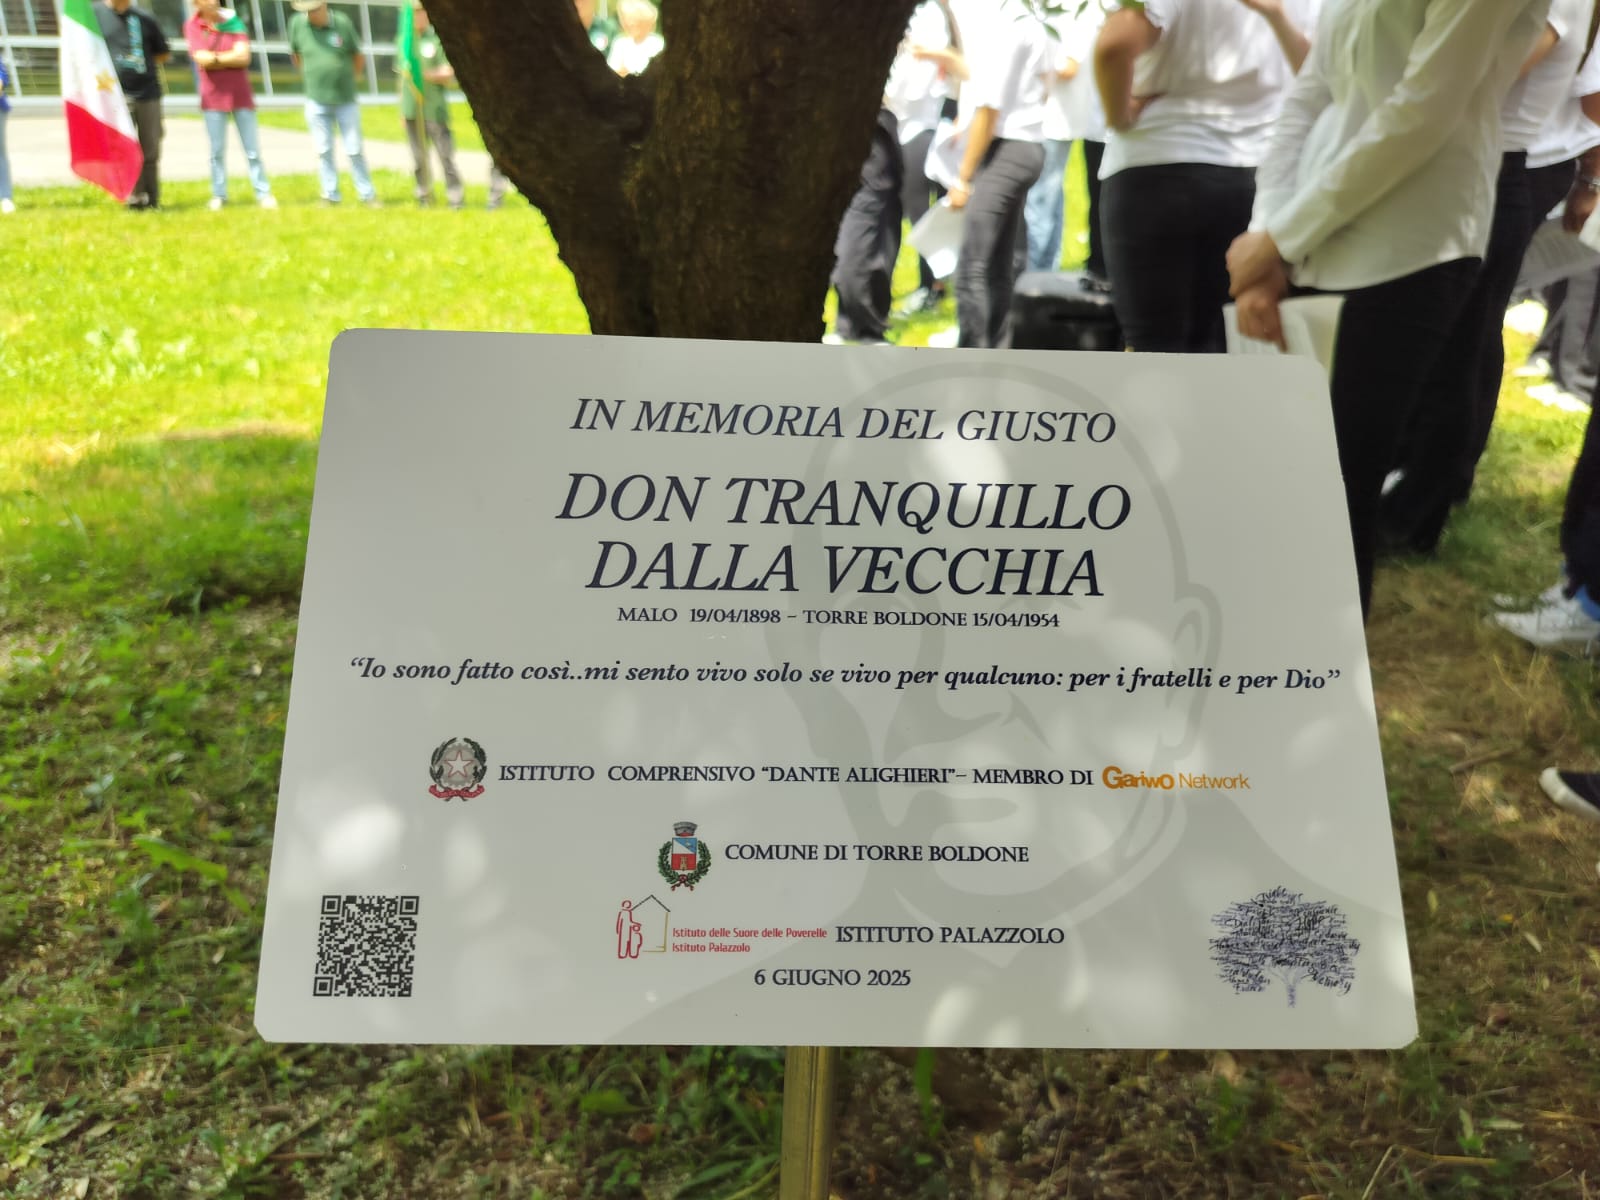 IN MEMORIA DEL GIUSTO
DON TRANQUILLO
DALLA VECCHIA
MALO 19/04/1898 – TORRE BOLDONE 15/04/1954
“Io sono fatto così..mi sento vivo solo se vivo per qualcuno: per i fratelli e per Dio”
ISTITUTO COMPRENSIVO “DANTE ALIGHIERI”– MEMBRO DI Gariwo Network
COMUNE DI TORRE BOLDONE
Istituto delle Suore delle Poverelle
Istituto Palazzolo
ISTITUTO PALAZZOLO
6 GIUGNO 2025